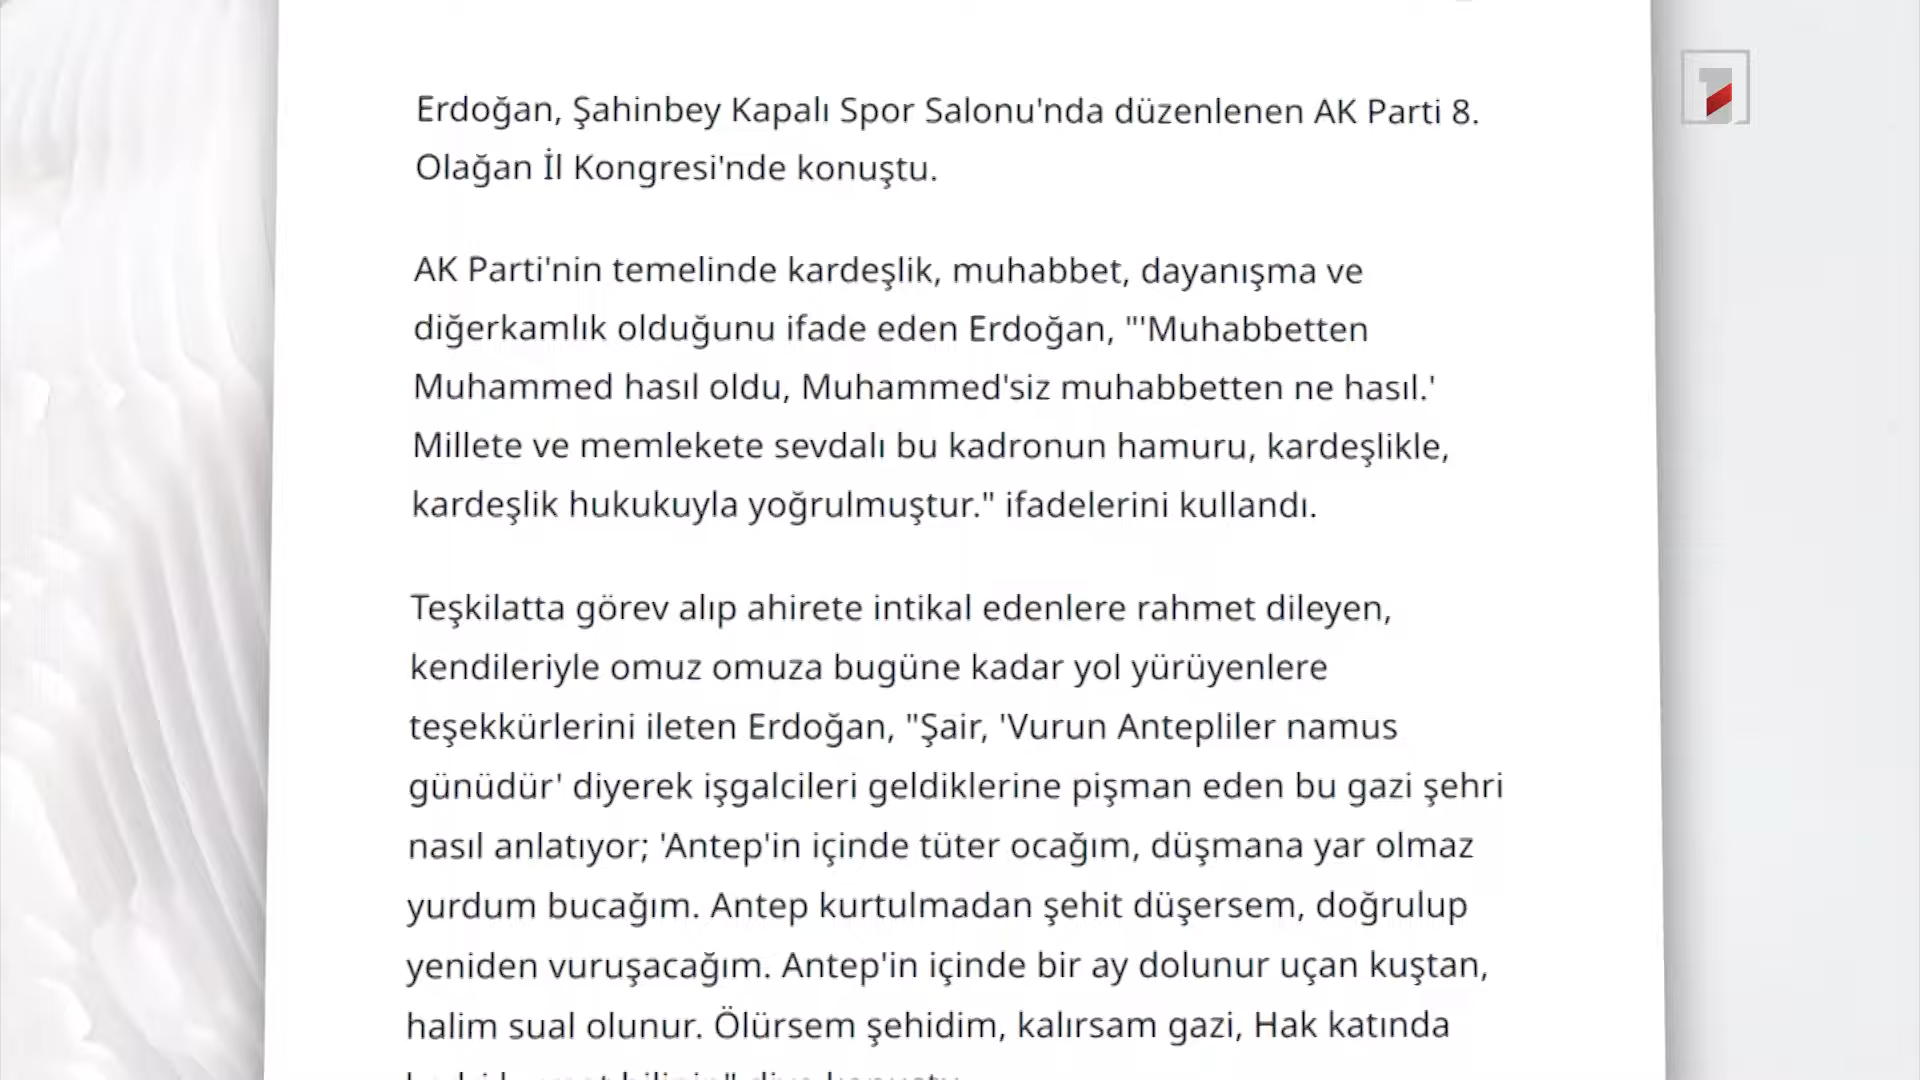 Erdoğan, Şahinbey Kapalı Spor Salonu'nda düzenlenen AK Parti 8.
Olağan İl Kongresi'nde konuştu.
AK Parti'nin temelinde kardeşlik, muhabbet, dayanışma ve
diğerkamlık olduğunu ifade eden Erdoğan, "'Muhabbetten
Muhammed hasıl oldu, Muhammed'siz muhabbetten ne hasıl.'
Millete ve memlekete sevdalı bu kadronun hamuru, kardeşlikle,
kardeşlik hukukuyla yoğrulmuştur." ifadelerini kullandı.
Teşkilatta görev alıp ahirete intikal edenlere rahmet dileyen,
kendileriyle omuz omuza bugüne kadar yol yürüyenlere
teşekkürlerini ileten Erdoğan, "Şair, 'Vurun Antepliler namus
günüdür' diyerek işgalcileri geldiklerine pişman eden bu gazi şehri
nasıl anlatıyor; 'Antep'in içinde tüter ocağım, düşmana yar olmaz
yurdum bucağım. Antep kurtulmadan şehit düşersem, doğrulup
yeniden vuruşacağım. Antep'in içinde bir ay dolunur uçan kuştan,
halim sual olunur. Ölürsem şehidim, kalırsam gazi, Hak katında